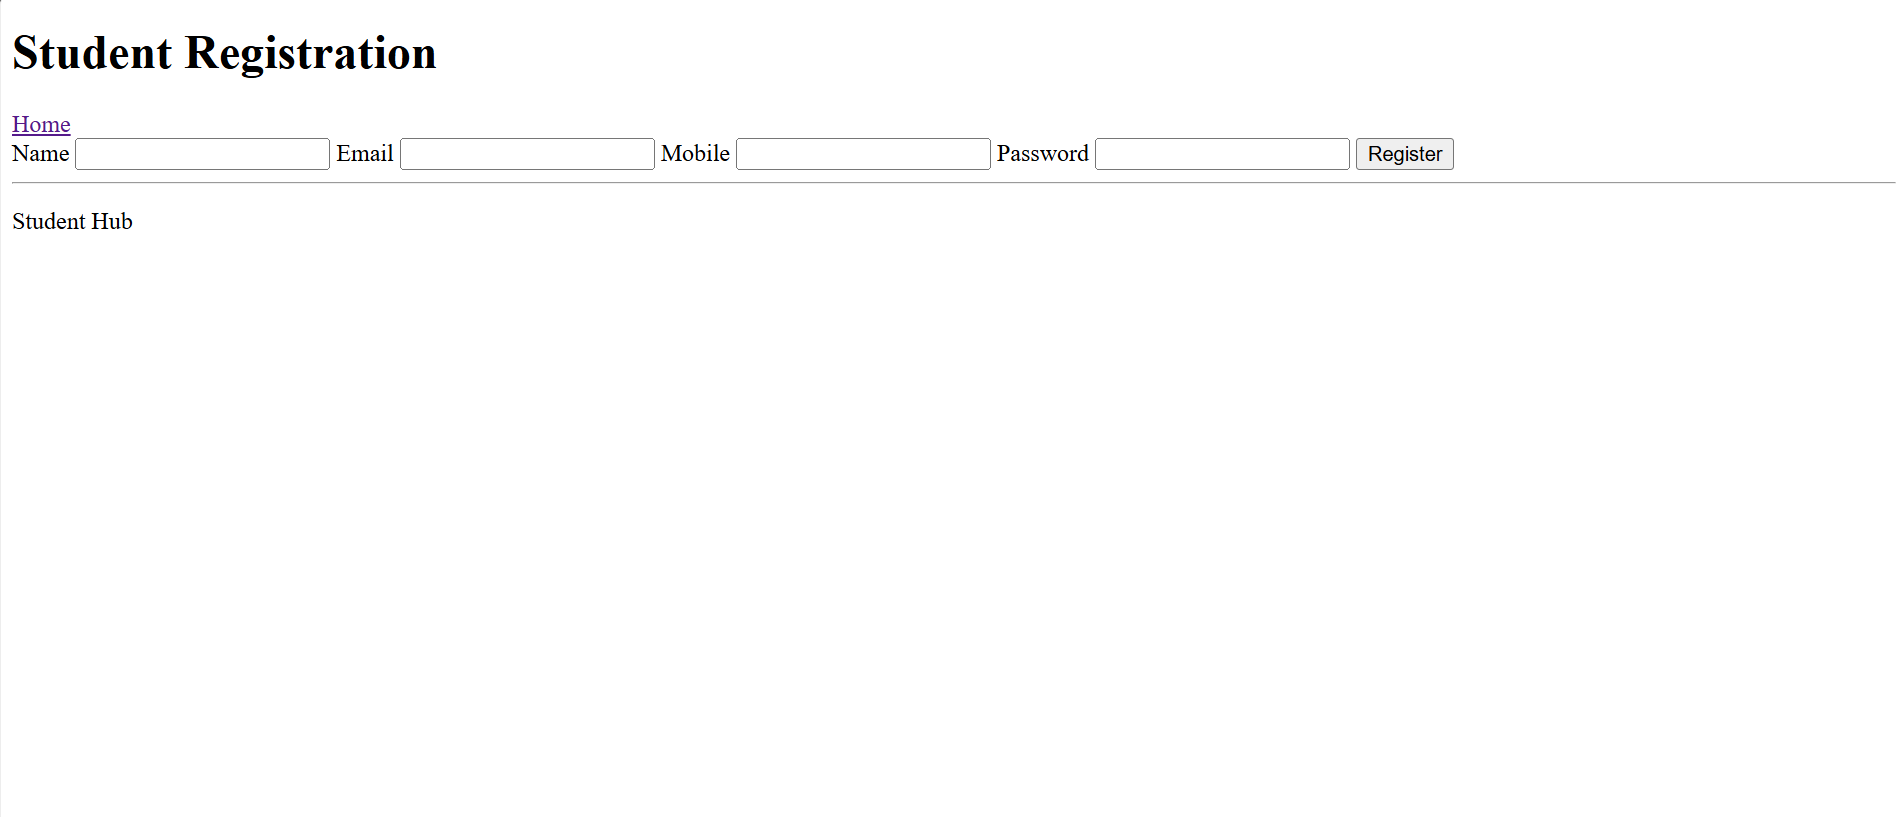 Student Registration
Home
Name Email Mobile Password Register
Student Hub